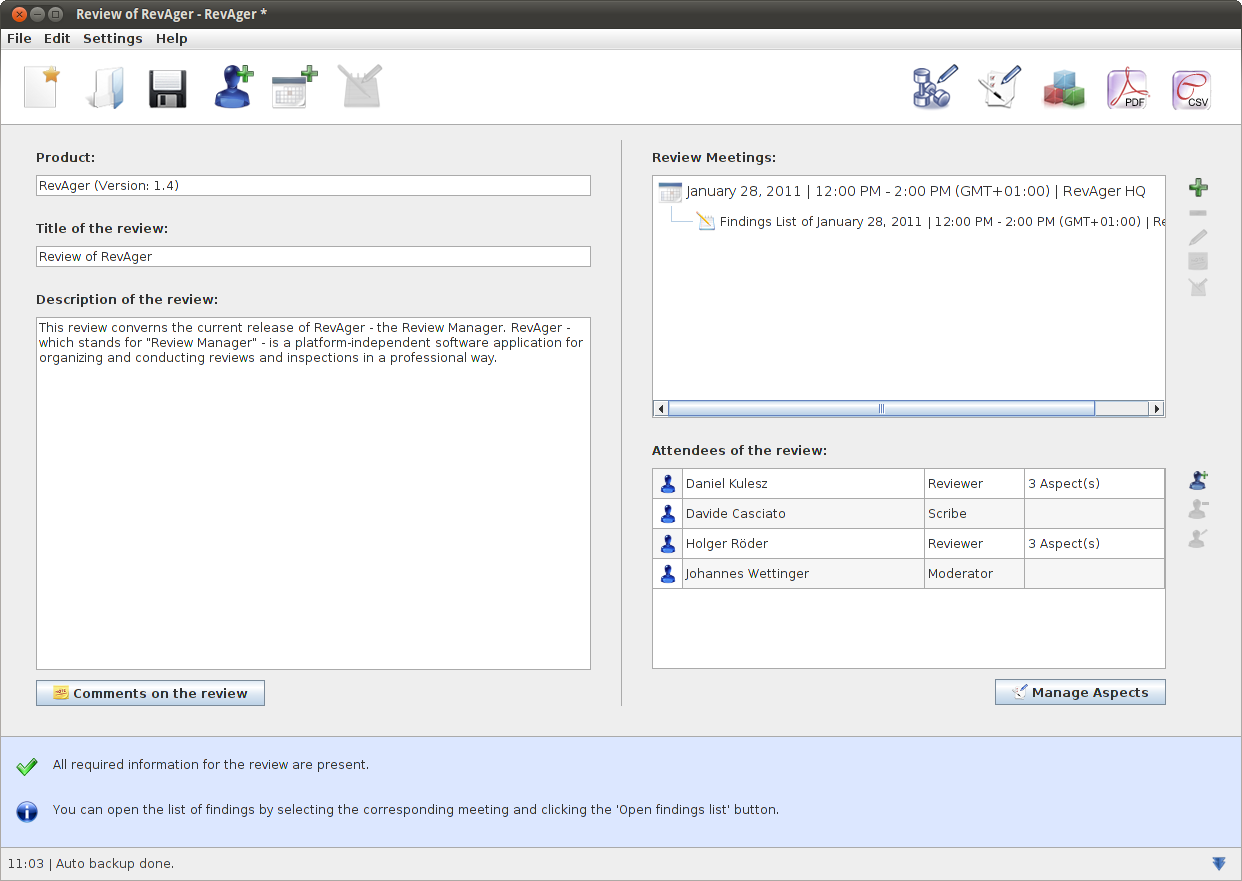 Review of RevAger - RevAger *
File Edit Settings Help
PDF
CSV
Product:
RevAger (Version: 1.4)
Title of the review:
Review of RevAger
Description of the review:
This review converns the current release of RevAger - the Review Manager. RevAger -
which stands for "Review Manager" - is a platform-independent software application for
organizing and conducting reviews and inspections in a professional way.
Comments on the review
Review Meetings:
January 28, 2011 | 12:00 PM - 2:00 PM (GMT+01:00) | RevAger HQ
Findings List of January 28, 2011 | 12:00 PM - 2:00 PM (GMT+01:00) | Re
Attendees of the review:
Daniel Kulesz Reviewer 3 Aspect(s)
Davide Casciato Scribe
Holger Röder Reviewer 3 Aspect(s)
Johannes Wettinger Moderator
Manage Aspects
All required information for the review are present.
You can open the list of findings by selecting the corresponding meeting and clicking the 'Open findings list' button.
11:03 | Auto backup done.